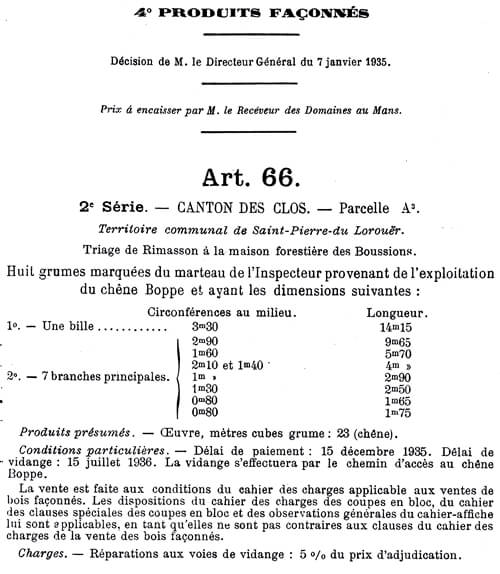 4º PRODUITS FAÇONNÉS
Décision de M. le Directeur Général du 7 janvier 1935.
Prix á encaisser par M. le Recéveur des Domaines au Mans.
Art. 66.
2e Série. — CANTON DES CLOS. — Parcelle A2.
Territoire communal de Saint-Pierre-du Lorouër.
Triage de Rimasson á la maison forestière des Boussions.
Huit grumes marquées du marteau de l'Inspecteur provenant de l'exploitation
du chêne Boppe et ayant les dimensions suivantes :
Circonférences au milieu. Longueur.
1º. — Une bille ............ 3m30 14m15
2m90 9m65
1m60 5m70
2m10 et 1m40 4m »
2º. — 7 branches principales. 1m » 2m90
1m30 2m50
0m80 1m65
0m80 1m75
Produits présumés. — Œuvre, mètres cubes grume : 23 (chêne).
Conditions particulières. — Délai de paiement : 15 décembre 1935. Délai de
vidange : 15 juillet 1936. La vidange s'effectuera par le chemin d'accès au chêne
Boppe.
La vente est faite aux conditions du cahier des charges applicable aux ventes de
bois façonnés. Les dispositions du cahier des charges des coupes en bloc, du cahier
des clauses spéciales des coupes en bloc et des observations générales du cahier-affiche
lui sont applicables, en tant qu'elles ne sont pas contraires aux clauses du cahier des
charges de la vente des bois façonnés.
Charges. — Réparations aux voies de vidange : 5 % du prix d'adjudication.